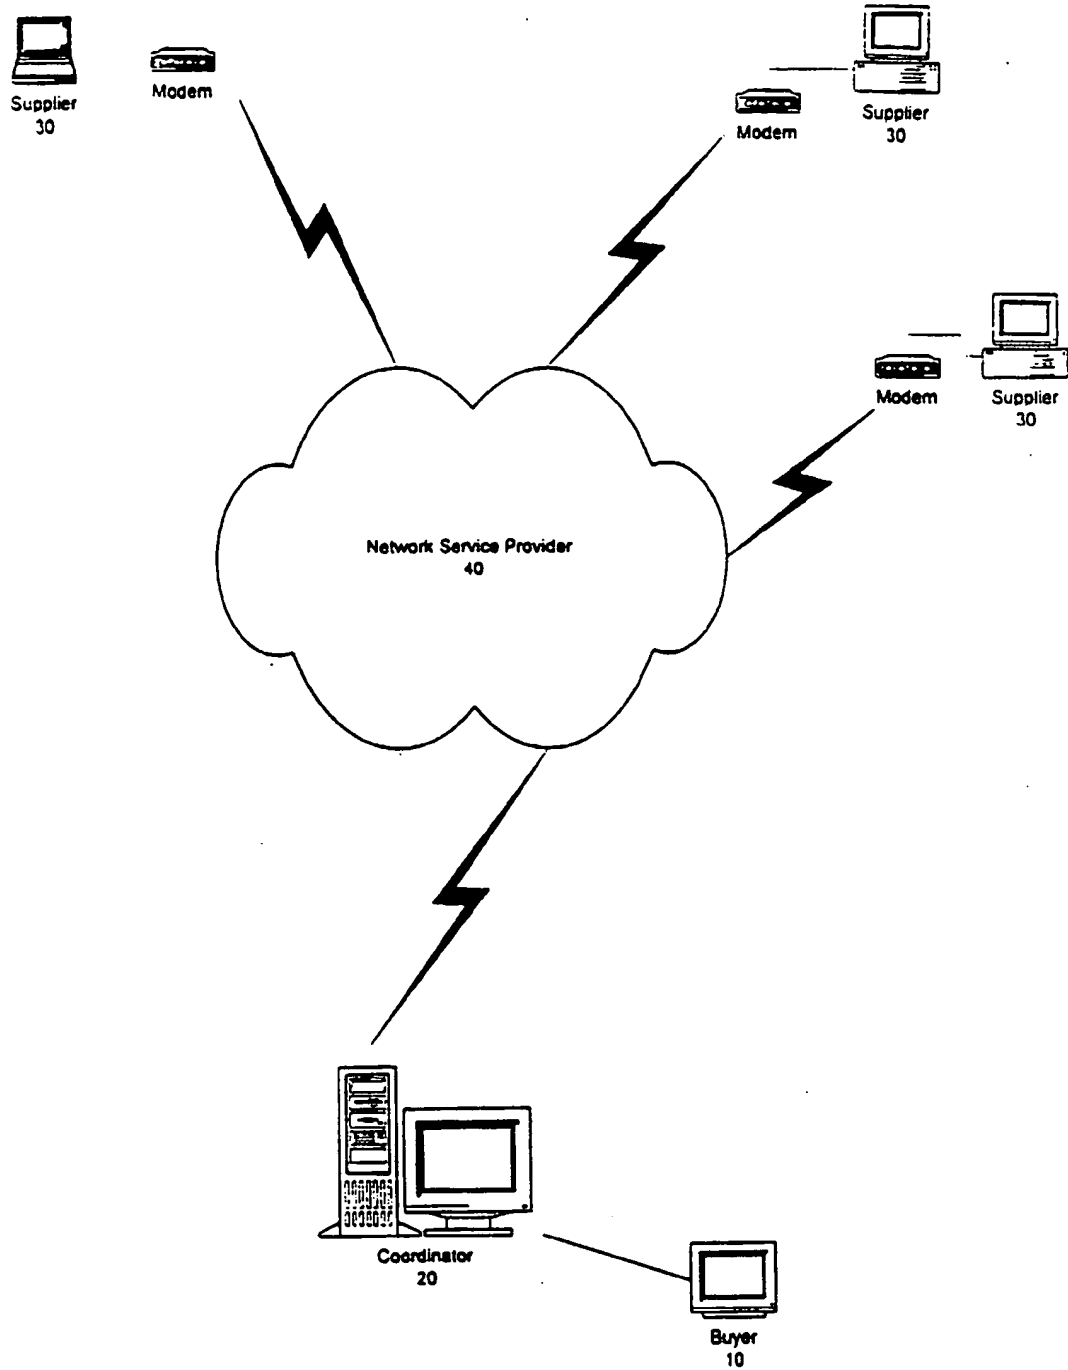 Supplier
30
Modem
Modem
Supplier
30
Modem
Supplier
30
Network Service Provider
40
Coordinator
20
Buyer
10